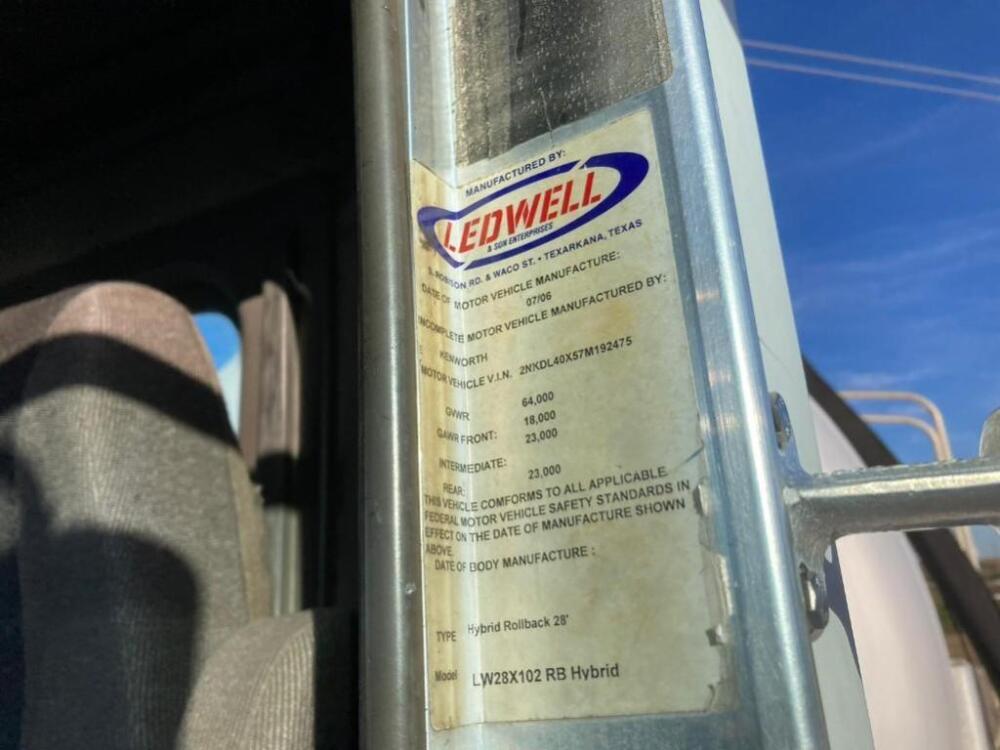 MANUFACTURED BY:
LEDWELL
& SON ENTERPRISES
S. ROBISON RD. & WACO ST. • TEXARKANA, TEXAS
DATE OF MOTOR VEHICLE MANUFACTURE:
07/06
INCOMPLETE MOTOR VEHICLE MANUFACTURED BY:
KENWORTH
MOTOR VEHICLE V.I.N. 2NKDL40X57M192475
GVWR 64,000
GAWR FRONT: 18,000
23,000
INTERMEDIATE:
REAR: 23,000
THIS VEHICLE CONFORMS TO ALL APPLICABLE
FEDERAL MOTOR VEHICLE SAFETY STANDARDS IN
EFFECT ON THE DATE OF MANUFACTURE SHOWN
ABOVE
DATE OF BODY MANUFACTURE :
TYPE Hybrid Rollback 28'
Model LW28X102 RB Hybrid